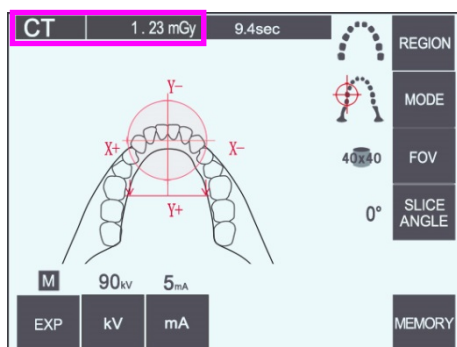 CT 1.23 mGy 9.4sec
REGION
Y-
MODE
X+ X-
40x40 FOV
Y+
0° SLICE ANGLE
M 90kV 5mA
EXP kV mA MEMORY